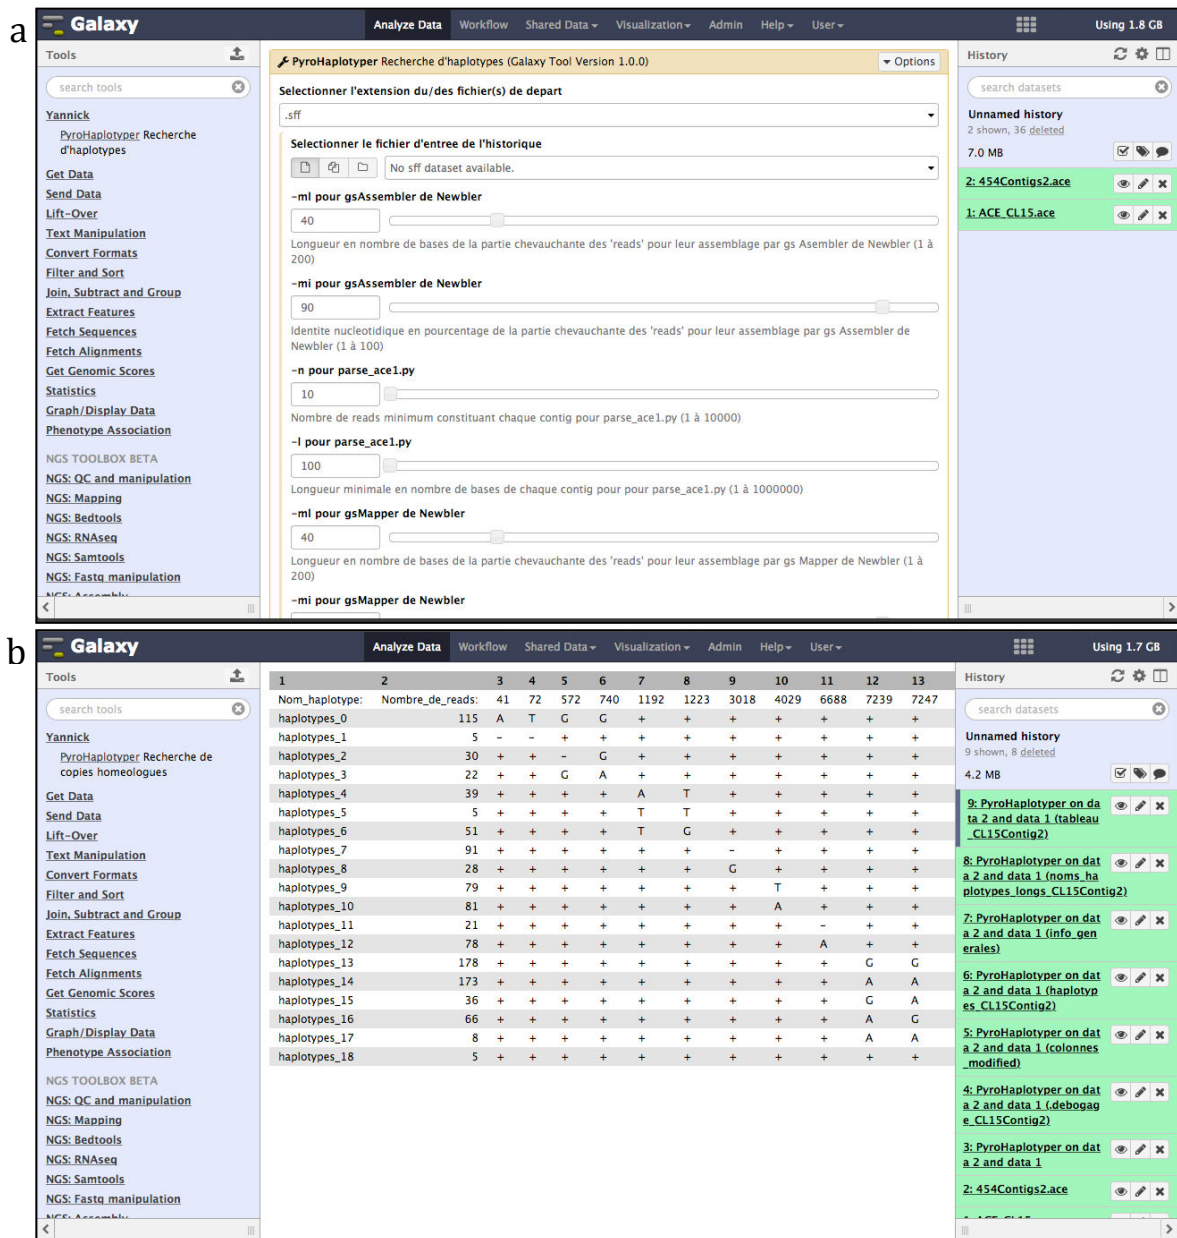 a
Galaxy
Analyze Data Workflow Shared Data Visualization Admin Help User
Using 1.8 GB
Tools
search tools
Yannick
PyroHaplotyper Recherche
d'haplotypes
Get Data
Send Data
Lift-Over
Text Manipulation
Convert Formats
Filter and Sort
Join, Subtract and Group
Extract Features
Fetch Sequences
Fetch Alignments
Get Genomic Scores
Statistics
Graph/Display Data
Phenotype Association
NGS TOOLBOX BETA
NGS: QC and manipulation
NGS: Mapping
NGS: Bedtools
NGS: RNAseq
NGS: Samtools
NGS: Fastq manipulation
NGS: Assembly
PyroHaplotyper Recherche d'haplotypes (Galaxy Tool Version 1.0.0)
Options
Selectionner l'extension du/des fichier(s) de depart
.sff
Selectionner le fichier d'entree de l'historique
No sff dataset available.
-ml pour gsAssembler de Newbler
40
Longueur en nombre de bases de la partie chevauchante des 'reads' pour leur assemblage par gs Asembler de Newbler (1 à
200)
-mi pour gsAssembler de Newbler
90
Identite nucleotidique en pourcentage de la partie chevauchante des 'reads' pour leur assemblage par gs Assembler de
Newbler (1 à 100)
-n pour parse_ace1.py
10
Nombre de reads minimum constituant chaque contig pour parse_ace1.py (1 à 10000)
-l pour parse_ace1.py
100
Longueur minimale en nombre de bases de chaque contig pour pour parse_ace1.py (1 à 1000000)
-ml pour gsMapper de Newbler
40
Longueur en nombre de bases de la partie chevauchante des 'reads' pour leur assemblage par gs Mapper de Newbler (1 à
200)
-mi pour gsMapper de Newbler
History
search datasets
Unnamed history
2 shown, 36 deleted
7.0 MB
2: 454Contigs2.ace
1: ACE_CL15.ace
b
Galaxy
Analyze Data Workflow Shared Data Visualization Admin Help User
Using 1.7 GB
Tools
search tools
Yannick
PyroHaplotyper Recherche de
copies homeologues
Get Data
Send Data
Lift-Over
Text Manipulation
Convert Formats
Filter and Sort
Join, Subtract and Group
Extract Features
Fetch Sequences
Fetch Alignments
Get Genomic Scores
Statistics
Graph/Display Data
Phenotype Association
NGS TOOLBOX BETA
NGS: QC and manipulation
NGS: Mapping
NGS: Bedtools
NGS: RNAseq
NGS: Samtools
NGS: Fastq manipulation
NGS: Assembly
1 2 3 4 5 6 7 8 9 10 11 12 13
Nom_haplotype: Nombre_de_reads: 41 72 572 740 1192 1223 3018 4029 6688 7239 7247
haplotypes_0 115 A T G G + + + + + + +
haplotypes_1 5 - - + + + + + + + + +
haplotypes_2 30 + + - G + + + + + + +
haplotypes_3 22 + + G A + + + + + + +
haplotypes_4 39 + + + + A T + + + + +
haplotypes_5 5 + + + + T T + + + + +
haplotypes_6 51 + + + + T G + + + + +
haplotypes_7 91 + + + + + + - + + + +
haplotypes_8 28 + + + + + + G + + + +
haplotypes_9 79 + + + + + + + T + + +
haplotypes_10 81 + + + + + + + A + + +
haplotypes_11 21 + + + + + + + + - + +
haplotypes_12 78 + + + + + + + + A + +
haplotypes_13 178 + + + + + + + + + G G
haplotypes_14 173 + + + + + + + + + A A
haplotypes_15 36 + + + + + + + + + G A
haplotypes_16 66 + + + + + + + + + A G
haplotypes_17 8 + + + + + + + + + A A
haplotypes_18 5 + + + + + + + + + + +
History
search datasets
Unnamed history
9 shown, 8 deleted
4.2 MB
9: PyroHaplotyper on da
ta 2 and data 1 (tableau
_CL15Contig2)
8: PyroHaplotyper on dat
a 2 and data 1 (noms_ha
plotypes_longs_CL15Contig2)
7: PyroHaplotyper on dat
a 2 and data 1 (info_gen
erales)
6: PyroHaplotyper on dat
a 2 and data 1 (haplotyp
es_CL15Contig2)
5: PyroHaplotyper on dat
a 2 and data 1 (colonnes
_modified)
4: PyroHaplotyper on dat
a 2 and data 1 (.debogag
e_CL15Contig2)
3: PyroHaplotyper on dat
a 2 and data 1
2: 454Contigs2.ace